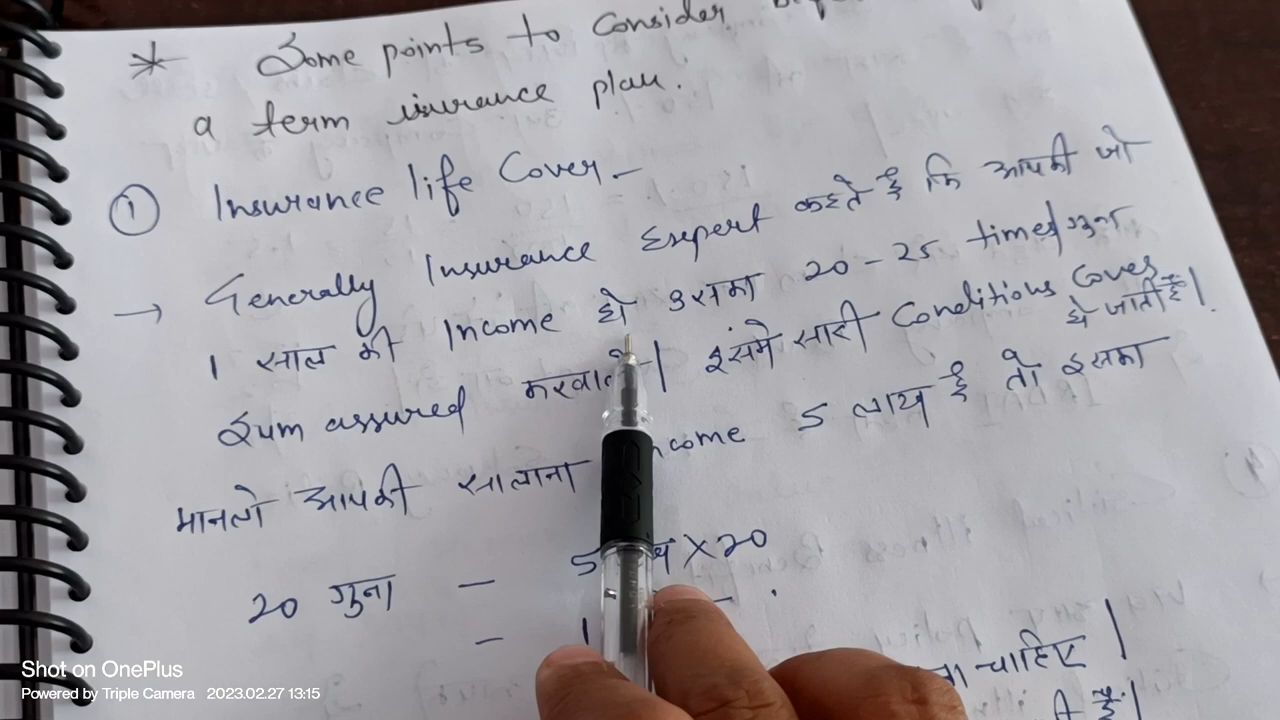 * Some points to Consider
a term insurance plan.
① Insurance life Cover -
→ Generally Insurance Expert कहते हैं कि आपकी जो
1 साल की Income हो उसका 20 - 25 times/गुना
Sum assured इसमे सारी Conditions Cover
हो जाती है।
मानलो आपकी सालाना 5 लाख है तो इसका
20 गुना - 5 × 20
-
चाहिए।
Shot on OnePlus
Powered by Triple Camera 2023.02.27 13:15